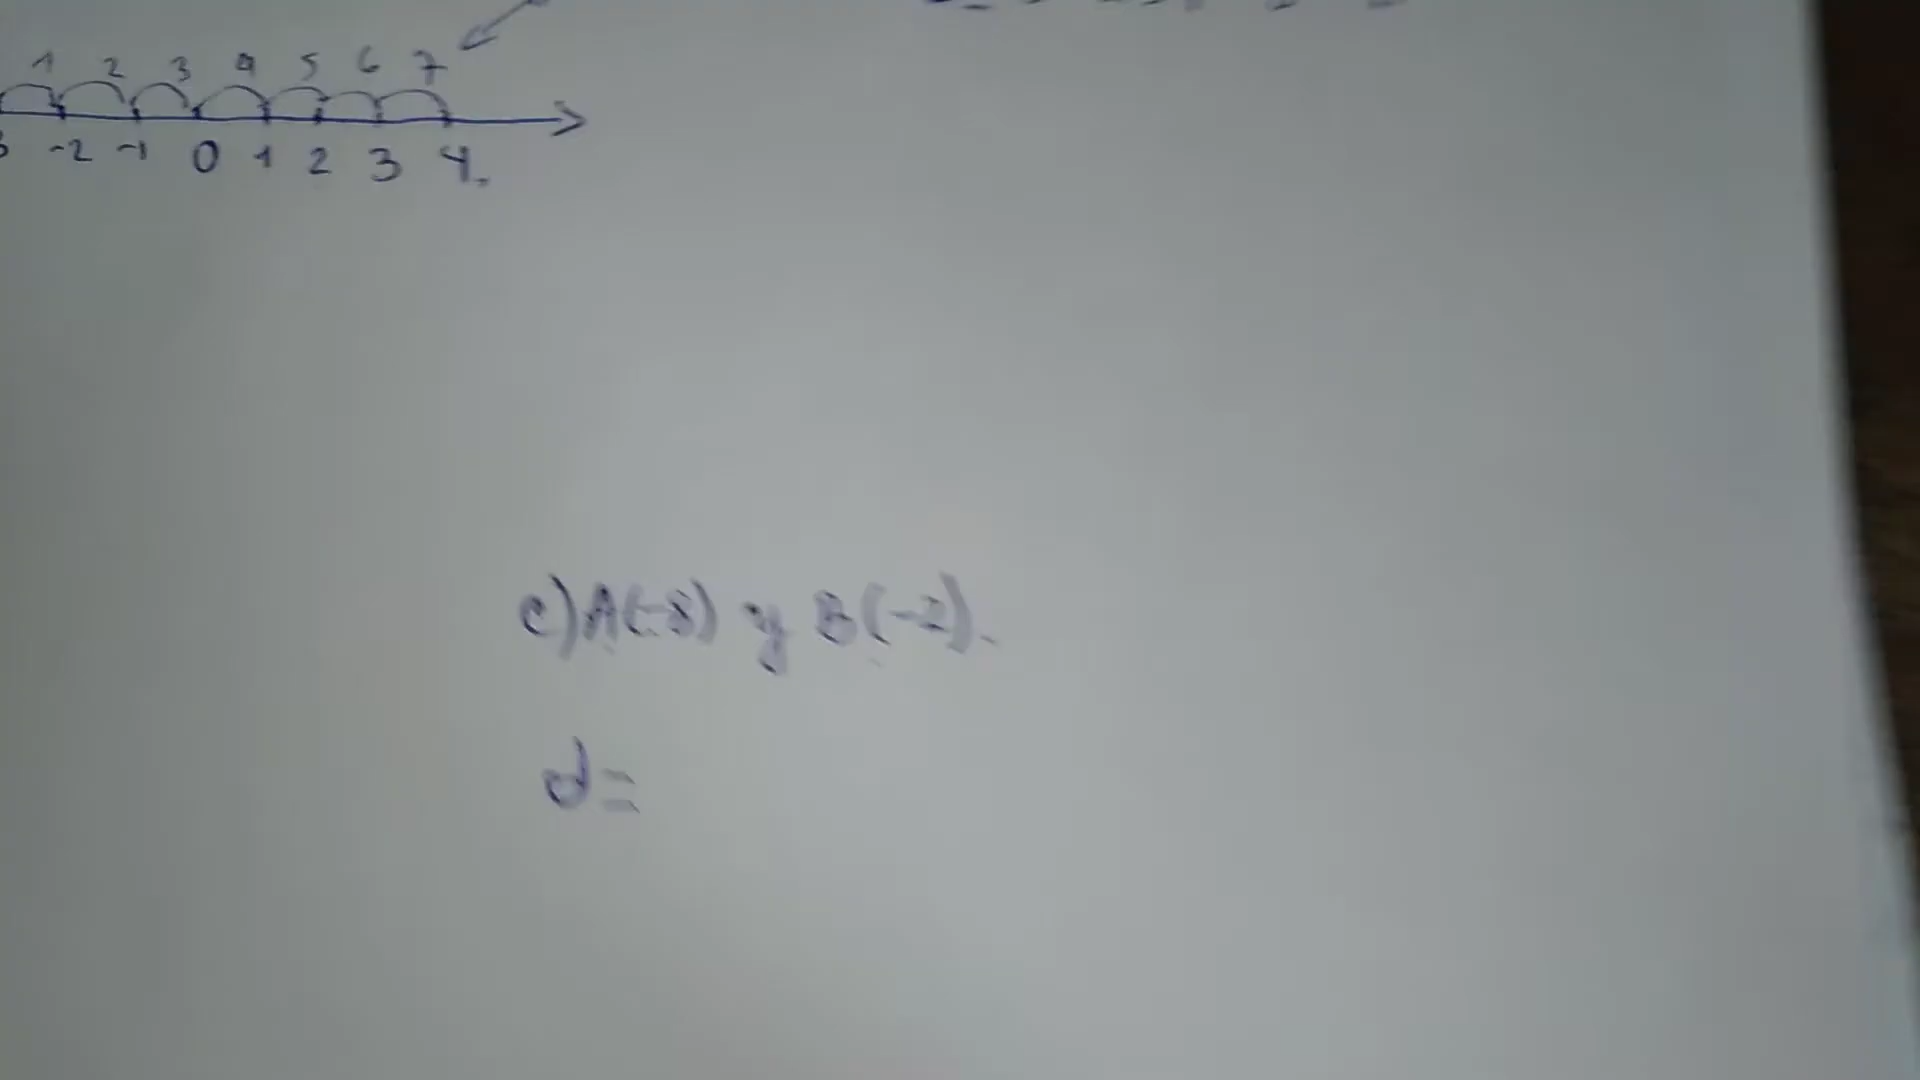 1 2 3 4 5 6 7
-2 -1 0 1 2 3 4.
c) A(-8) y B(-2).
d=